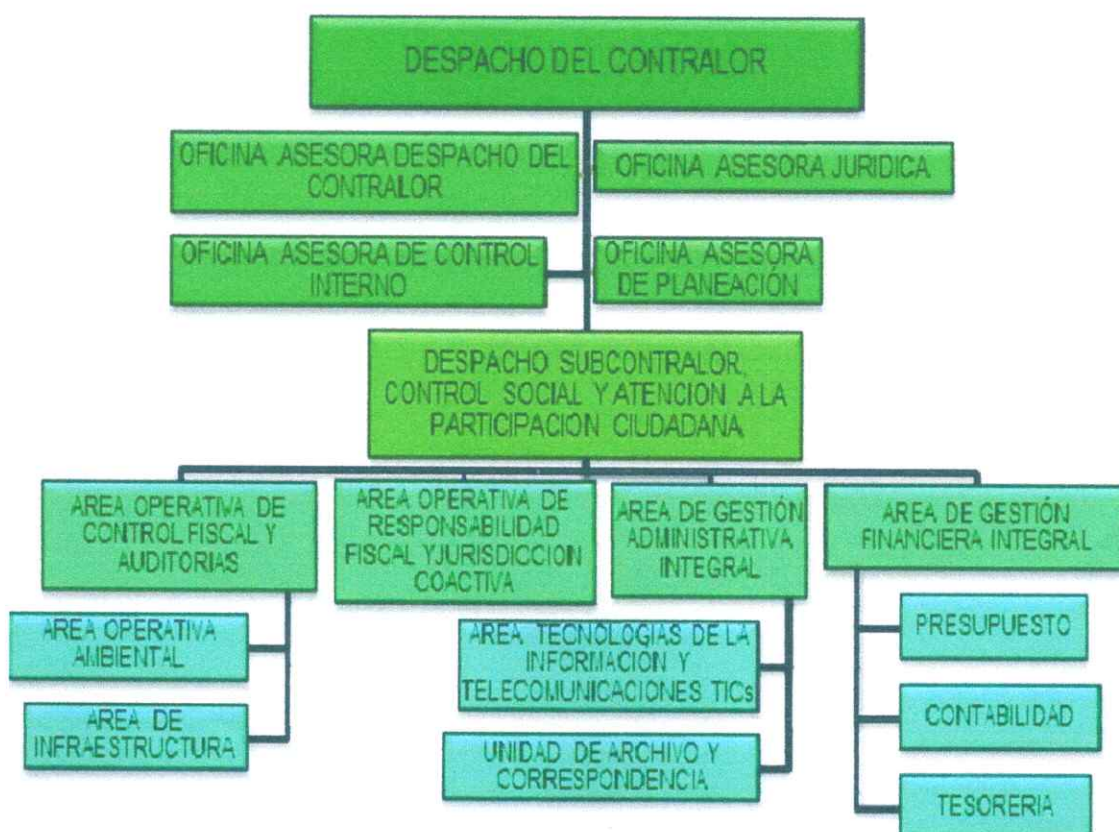 DESPACHO DEL CONTRALOR
OFICINA ASESORA DESPACHO DEL
CONTRALOR
OFICINA ASESORA JURIDICA
OFICINA ASESORA DE CONTROL
INTERNO
OFICINA ASESORA
DE PLANEACIÓN
DESPACHO SUBCONTRALOR,
CONTROL SOCIAL Y ATENCION A LA
PARTICIPACION CIUDADANA
AREA OPERATIVA DE
CONTROL FISCAL Y
AUDITORIAS
AREA OPERATIVA DE
RESPONSABILIDAD
FISCAL Y JURISDICCION
COACTIVA
AREA DE GESTIÓN
ADMINISTRATIVA
INTEGRAL
AREA DE GESTIÓN
FINANCIERA INTEGRAL
AREA OPERATIVA
AMBIENTAL
AREA DE
INFRAESTRUCTURA
AREA TECNOLOGIAS DE LA
INFORMACION Y
TELECOMUNICACIONES TICs
UNIDAD DE ARCHIVO Y
CORRESPONDENCIA
PRESUPUESTO
CONTABILIDAD
TESORERIA